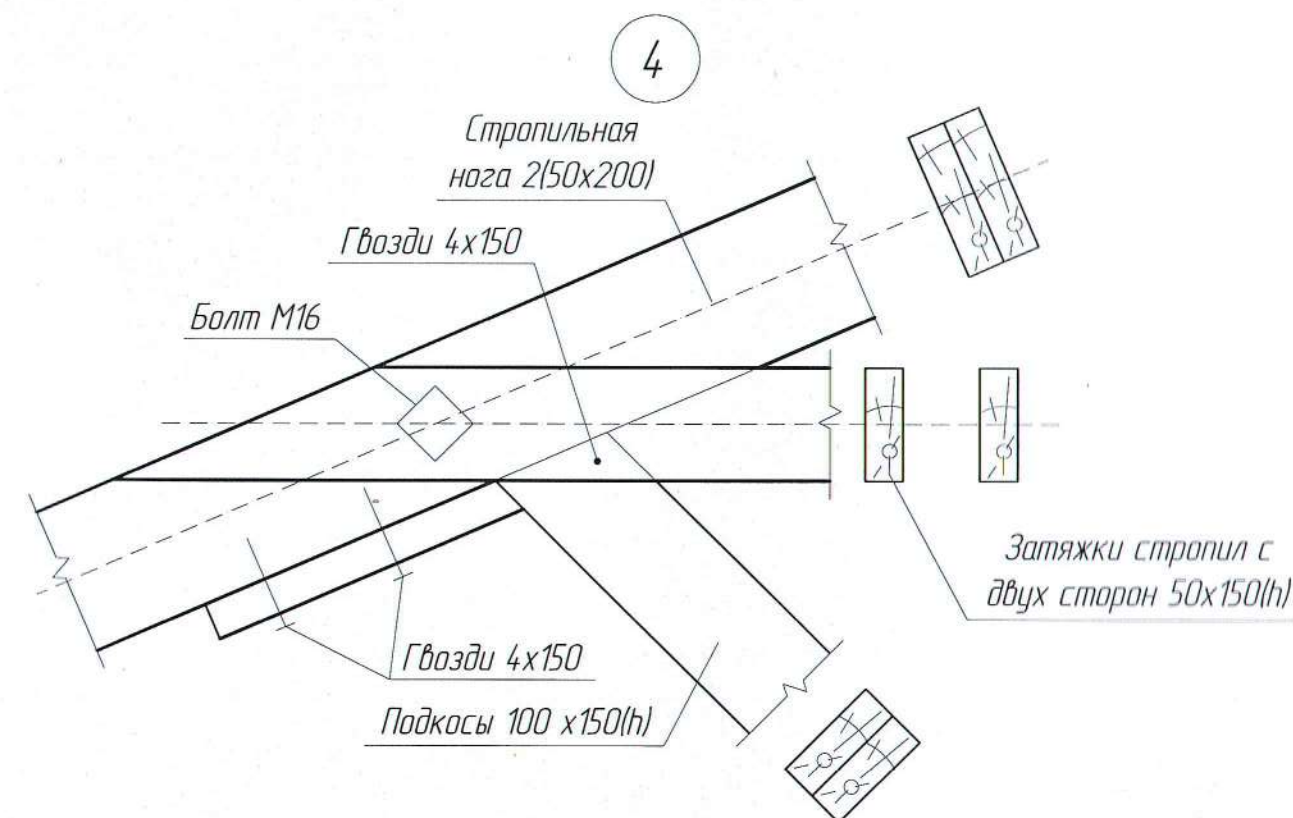 4
Стропильная
нога 2(50х200)
Гвозди 4х150
Болт М16
Затяжки стропил с
двух сторон 50х150(h)
Гвозди 4х150
Подкосы 100 х150(h)